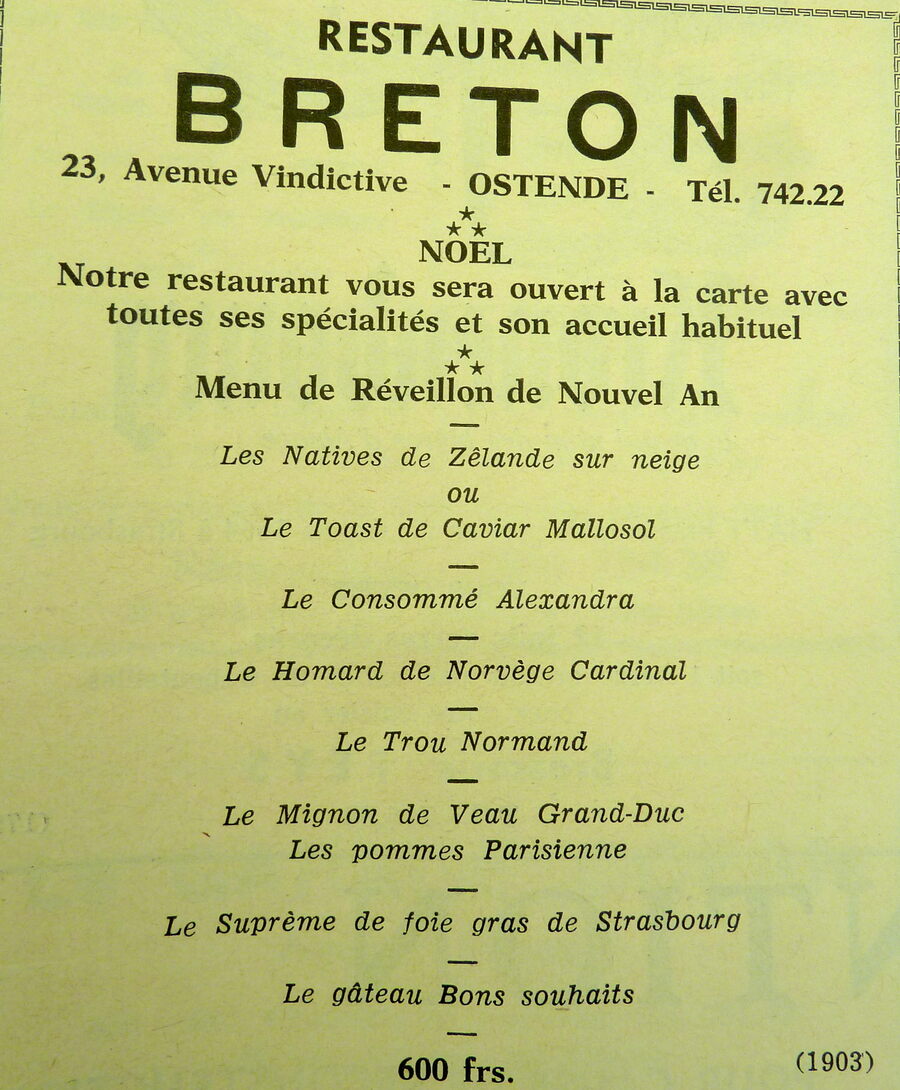 RESTAURANT
BRETON
23, Avenue Vindictive - OSTENDE - Tél. 742.22
NOEL
Notre restaurant vous sera ouvert à la carte avec
toutes ses spécialités et son accueil habituel
Menu de Réveillon de Nouvel An
Les Natives de Zêlande sur neige
ou
Le Toast de Caviar Mallosol
Le Consommé Alexandra
Le Homard de Norvège Cardinal
Le Trou Normand
Le Mignon de Veau Grand-Duc
Les pommes Parisienne
Le Suprème de foie gras de Strasbourg
Le gâteau Bons souhaits
600 frs.
(1903)